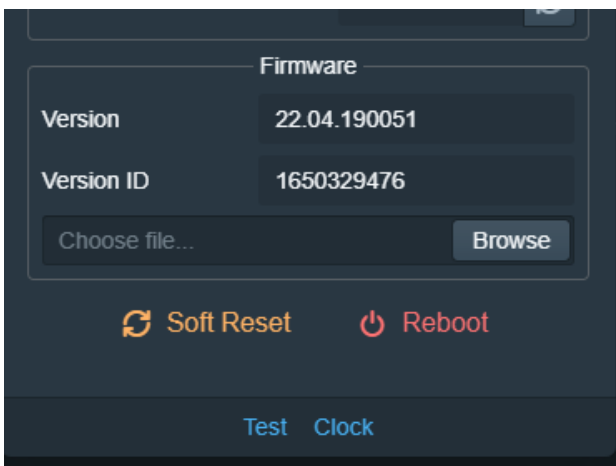 Firmware
Version 22.04.190051
Version ID 1650329476
Choose file... Browse
Soft Reset Reboot
Test Clock